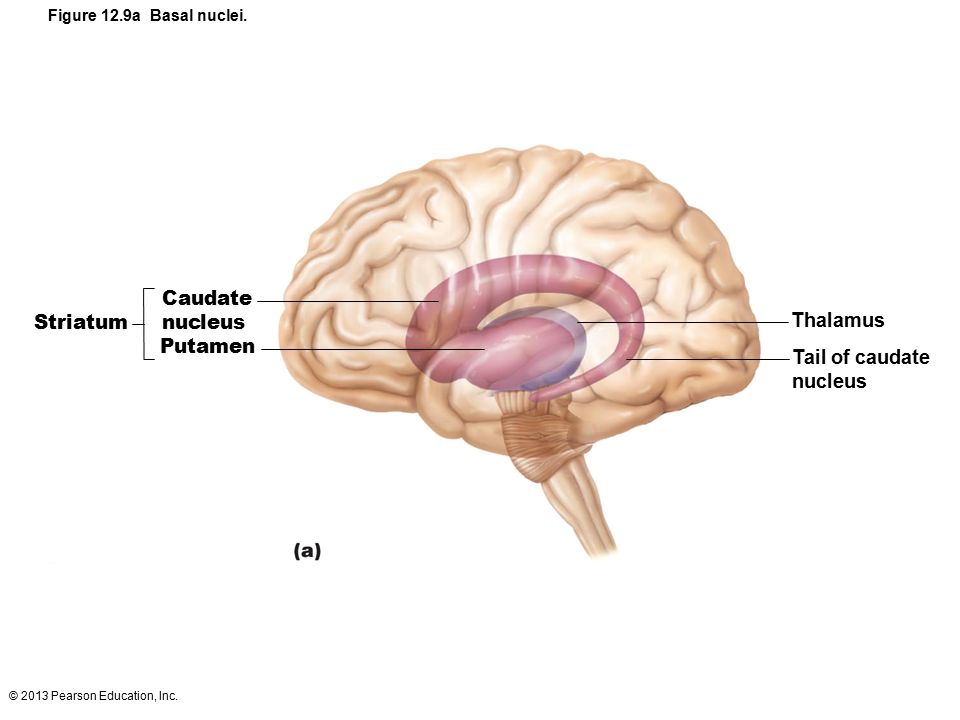 Figure 12.9a  Basal nuclei.
Striatum
Caudate
nucleus
Putamen
Thalamus
Tail of caudate
nucleus
(a)
© 2013 Pearson Education, Inc.